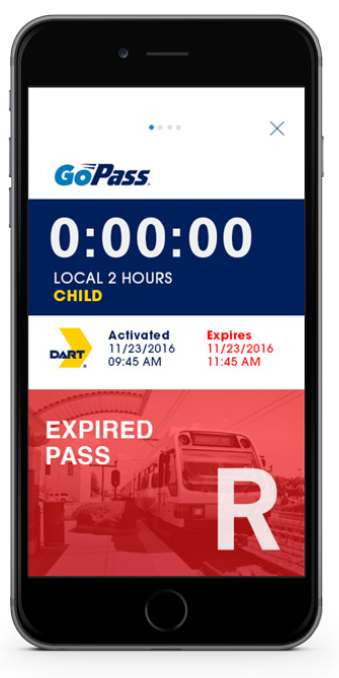 GoPass
0:00:00
LOCAL 2 HOURS
CHILD
DART
Activated
11/23/2016
09:45 AM
Expires
11/23/2016
11:45 AM
EXPIRED
PASS
R